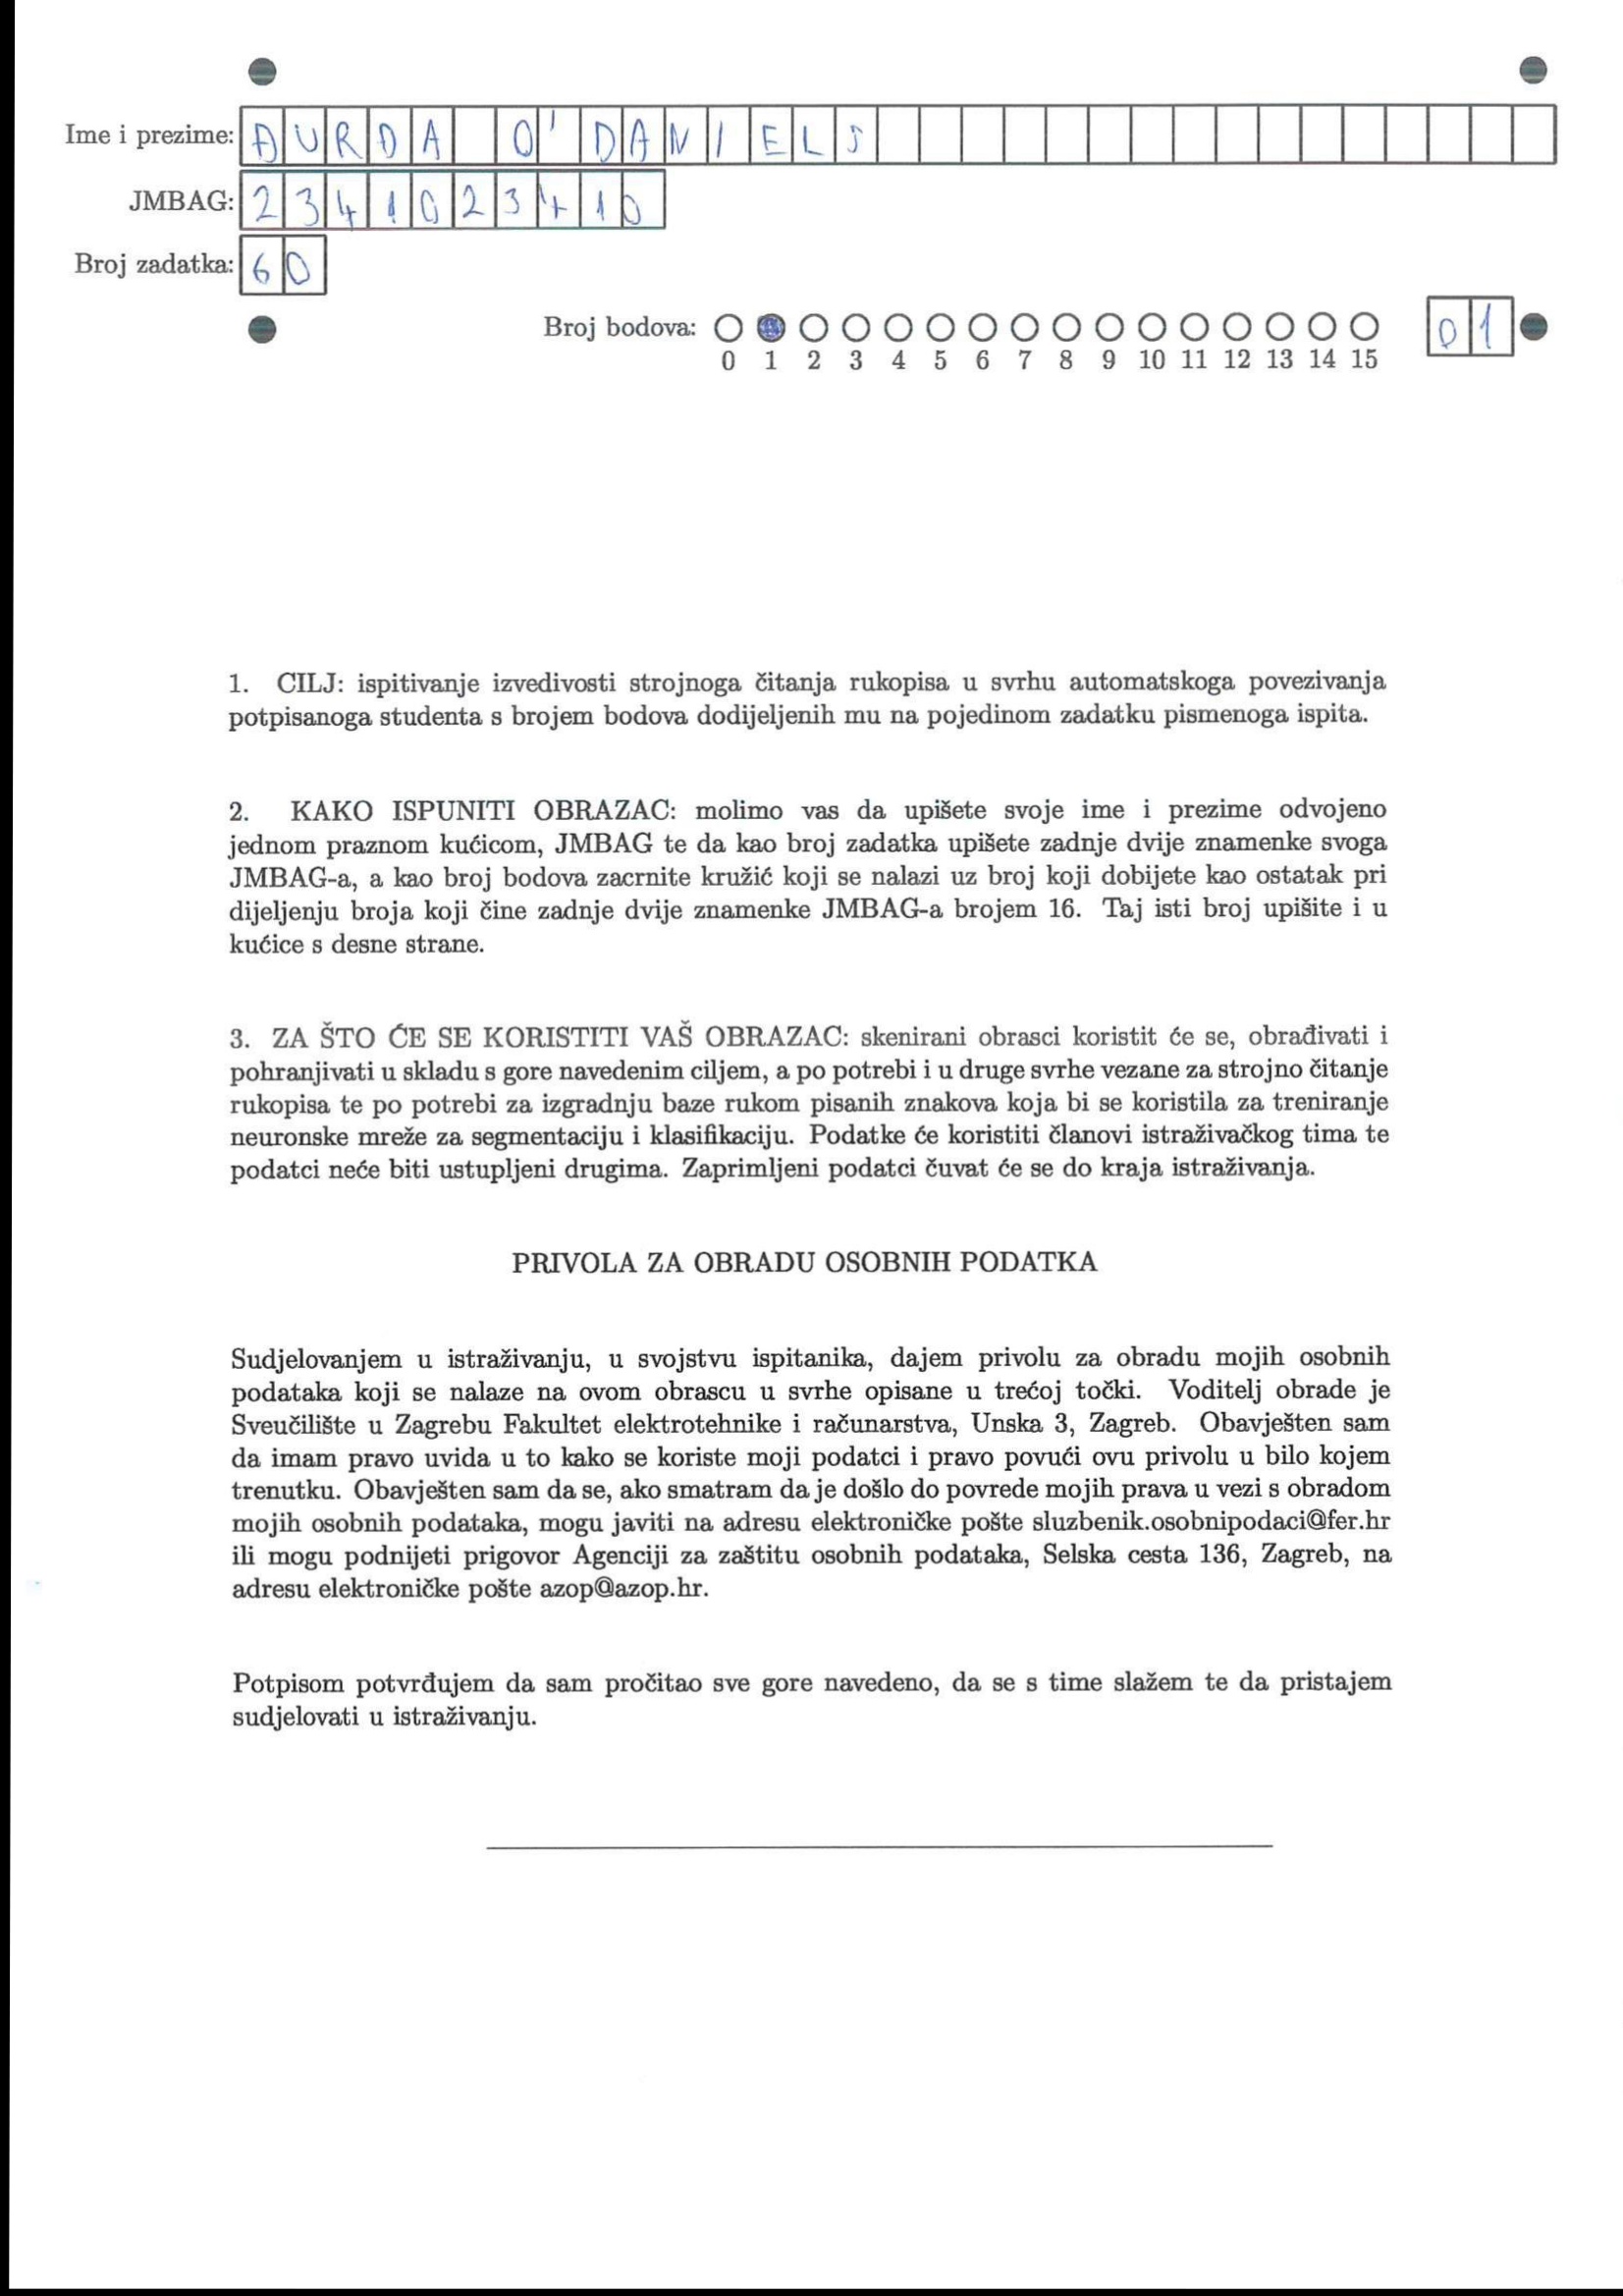 Ime i prezime: ĐURĐA O'DANIELS
JMBAG: 2341023410
Broj zadatka: 60
Broj bodova: 0 1 2 3 4 5 6 7 8 9 10 11 12 13 14 15 01
1. CILJ: ispitivanje izvedivosti strojnoga čitanja rukopisa u svrhu automatskoga povezivanja
potpisanoga studenta s brojem bodova dodijeljenih mu na pojedinom zadatku pismenoga ispita.
2. KAKO ISPUNITI OBRAZAC: molimo vas da upišete svoje ime i prezime odvojeno
jednom praznom kućicom, JMBAG te da kao broj zadatka upišete zadnje dvije znamenke svoga
JMBAG-a, a kao broj bodova zacrnite kružić koji se nalazi uz broj koji dobijete kao ostatak pri
dijeljenju broja koji čine zadnje dvije znamenke JMBAG-a brojem 16. Taj isti broj upišite i u
kućice s desne strane.
3. ZA ŠTO ĆE SE KORISTITI VAŠ OBRAZAC: skenirani obrasci koristit će se, obrađivati i
pohranjivati u skladu s gore navedenim ciljem, a po potrebi i u druge svrhe vezane za strojno čitanje
rukopisa te po potrebi za izgradnju baze rukom pisanih znakova koja bi se koristila za treniranje
neuronske mreže za segmentaciju i klasifikaciju. Podatke će koristiti članovi istraživačkog tima te
podatci neće biti ustupljeni drugima. Zaprimljeni podatci čuvat će se do kraja istraživanja.
PRIVOLA ZA OBRADU OSOBNIH PODATKA
Sudjelovanjem u istraživanju, u svojstvu ispitanika, dajem privolu za obradu mojih osobnih
podataka koji se nalaze na ovom obrascu u svrhe opisane u trećoj točki. Voditelj obrade je
Sveučilište u Zagrebu Fakultet elektrotehnike i računarstva, Unska 3, Zagreb. Obavješten sam
da imam pravo uvida u to kako se koriste moji podatci i pravo povući ovu privolu u bilo kojem
trenutku. Obavješten sam da se, ako smatram da je došlo do povrede mojih prava u vezi s obradom
mojih osobnih podataka, mogu javiti na adresu elektroničke pošte sluzbenik.osobnipodaci@fer.hr
ili mogu podnijeti prigovor Agenciji za zaštitu osobnih podataka, Selska cesta 136, Zagreb, na
adresu elektroničke pošte azop@azop.hr.
Potpisom potvrđujem da sam pročitao sve gore navedeno, da se s time slažem te da pristajem
sudjelovati u istraživanju.